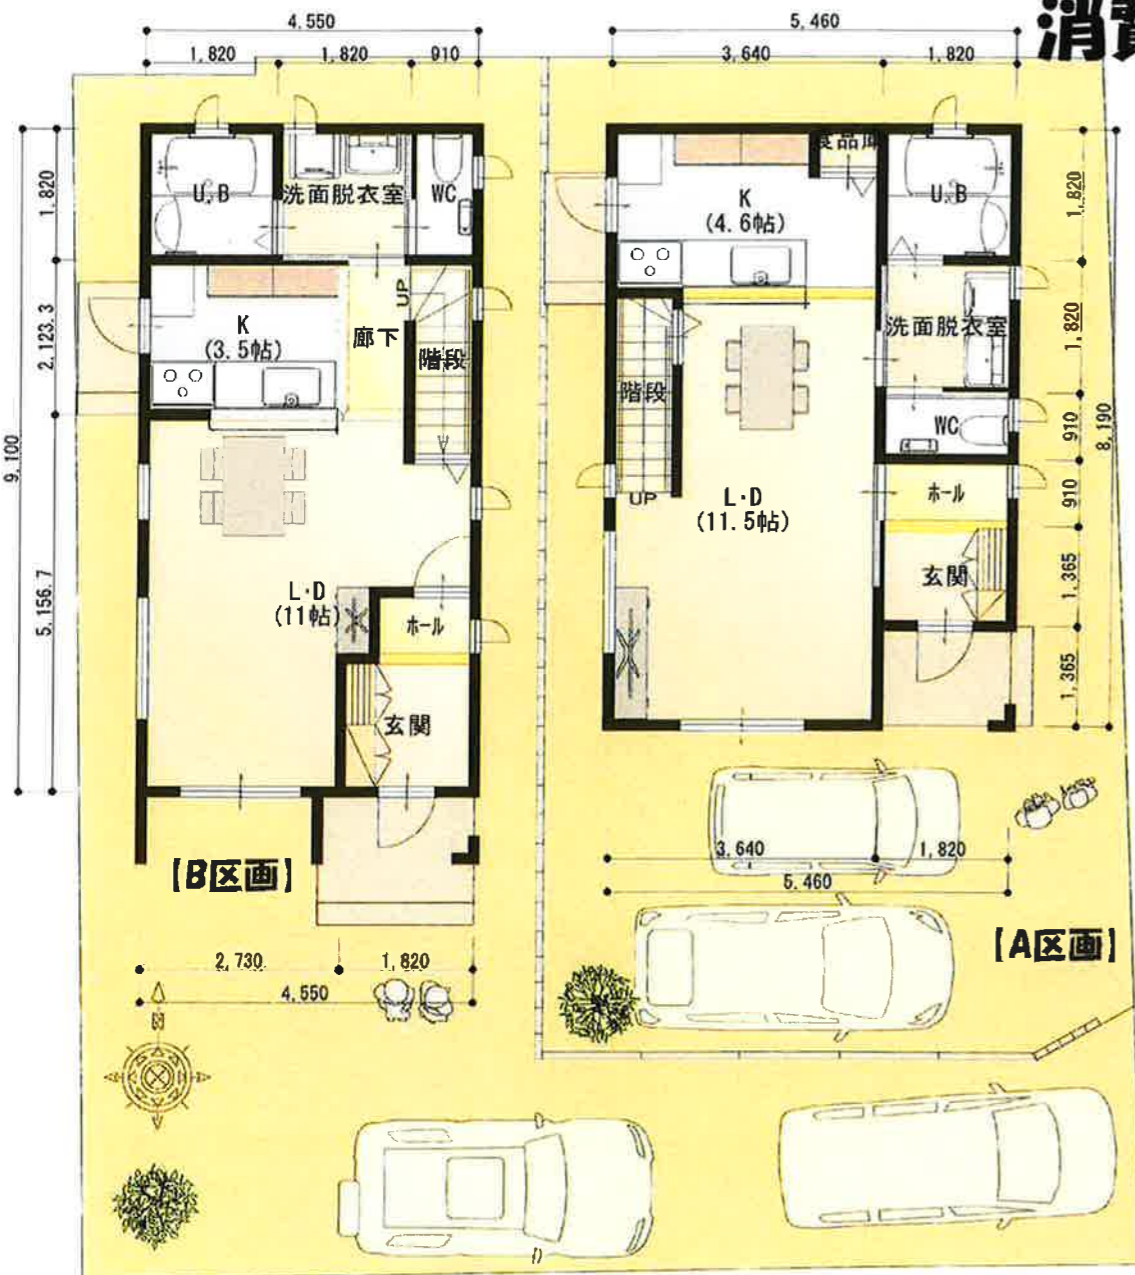 消費
4.550
1,820
1,820
910
5,460
3,640
1,820
9,100
1,820
2,123.3
5,156.7
U,B
洗面脱衣室
WC
K
(3.5帖)
廊下
UP
階段
L・D
(11帖)
ホール
玄関
【B区画】
2,730
1,820
4,550
N
食品庫
K
(4.6帖)
U,B
洗面脱衣室
階段
WC
UP
L・D
(11.5帖)
ホール
玄関
1,820
1,820
910
910
1,365
1,365
8,190
3,640
1,820
5,460
【A区画】